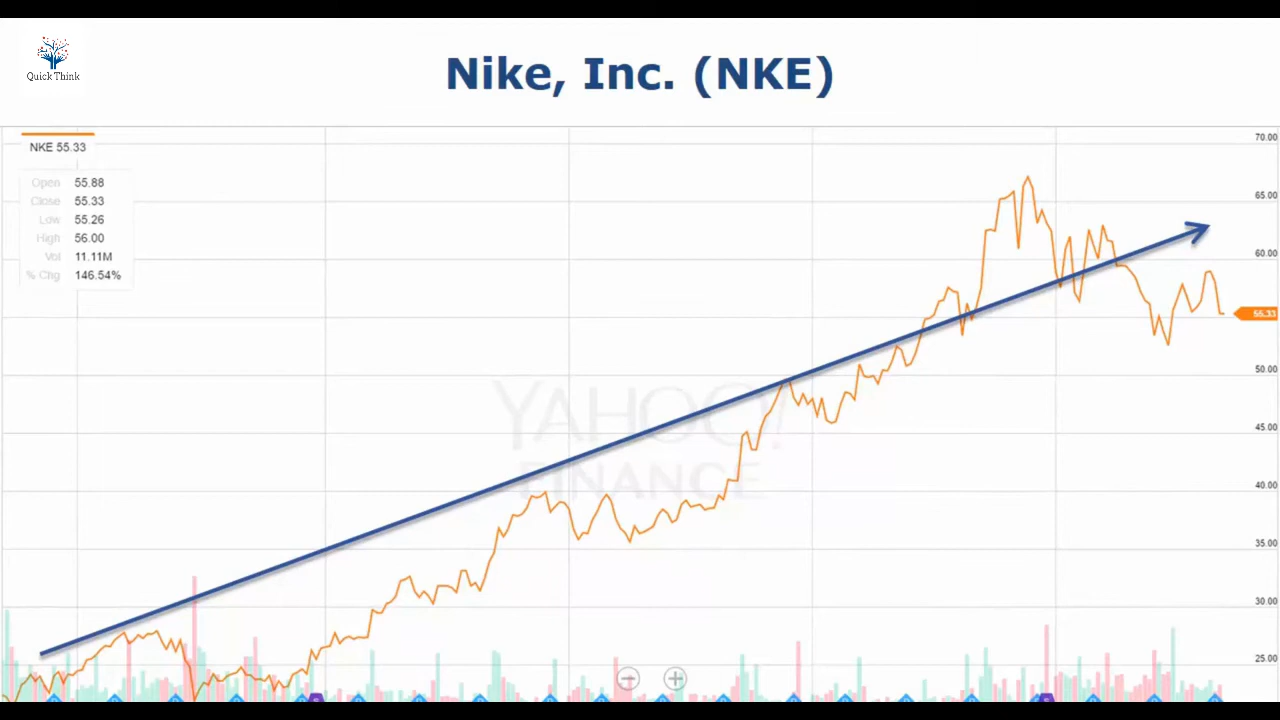 Quick Think
Nike, Inc. (NKE)
NKE 55.33
Open 55.88
Close 55.33
Low 55.26
High 56.00
Vol 11.11M
% Chg 146.54%
70.00
65.00
60.00
55.33
50.00
45.00
40.00
35.00
30.00
25.00
YAHOO!
FINANCE